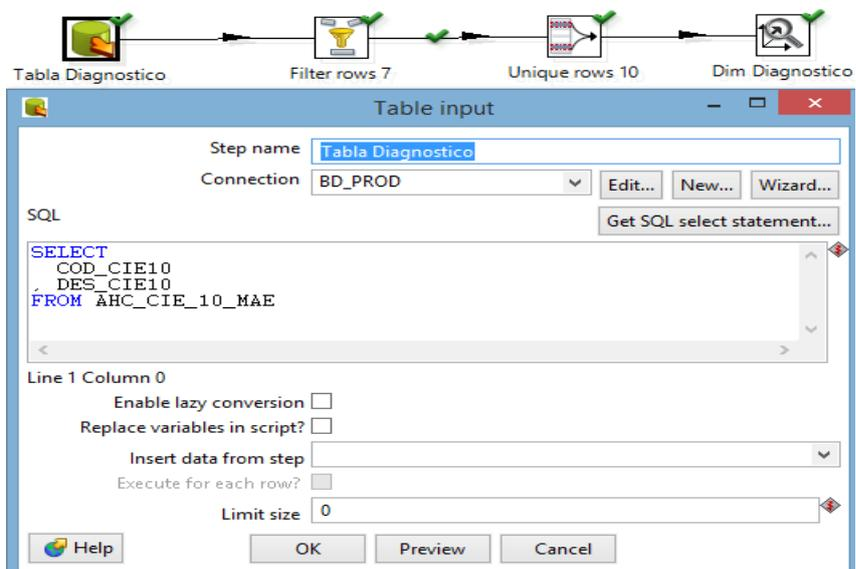 Tabla Diagnostico
Filter rows 7
Unique rows 10
Dim Diagnostico
Table input
Step name Tabla Diagnostico
Connection BD_PROD Edit... New... Wizard...
SQL Get SQL select statement...
SELECT
COD_CIE10
, DES_CIE10
FROM AHC_CIE_10_MAE
Line 1 Column 0
Enable lazy conversion
Replace variables in script?
Insert data from step
Execute for each row?
Limit size 0
Help OK Preview Cancel